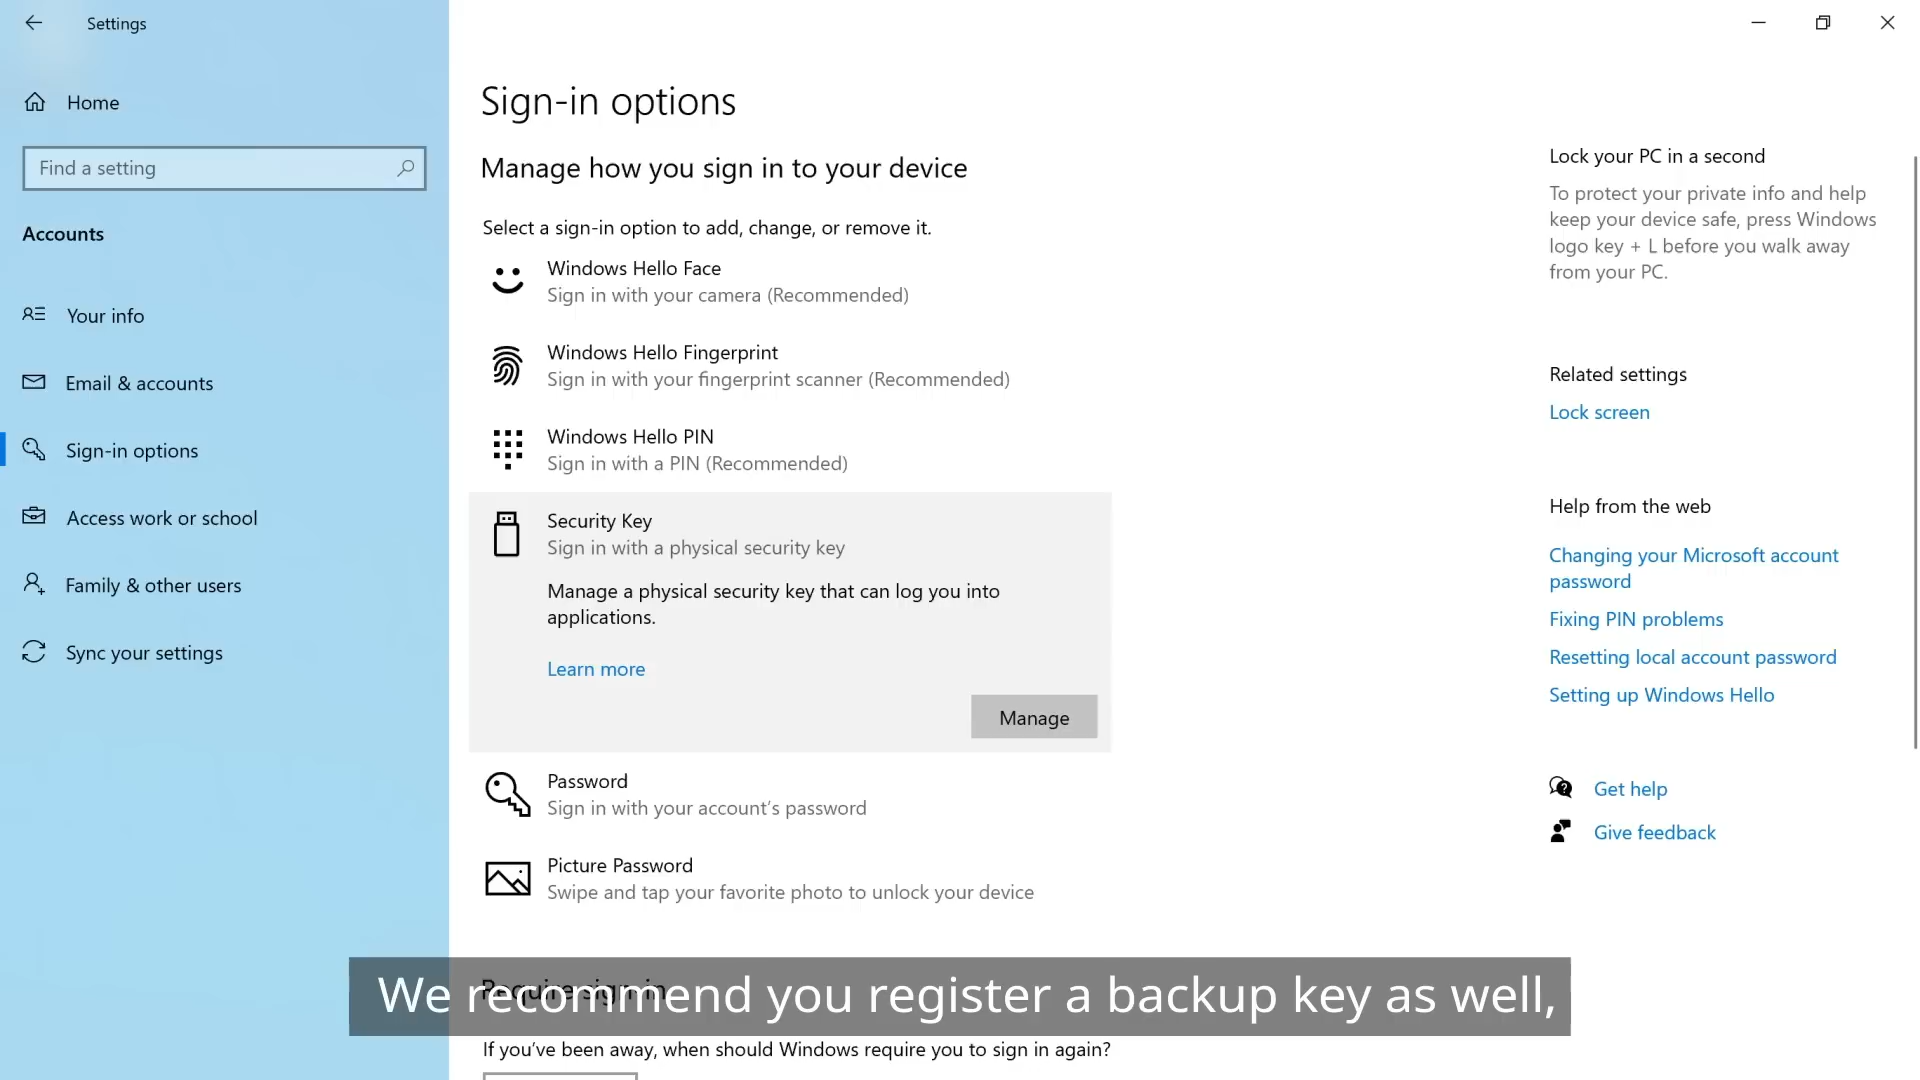 Settings
Home
Find a setting
Accounts
Your info
Email & accounts
Sign-in options
Access work or school
Family & other users
Sync your settings
Sign-in options
Manage how you sign in to your device
Select a sign-in option to add, change, or remove it.
Windows Hello Face
Sign in with your camera (Recommended)
Windows Hello Fingerprint
Sign in with your fingerprint scanner (Recommended)
Windows Hello PIN
Sign in with a PIN (Recommended)
Security Key
Sign in with a physical security key
Manage a physical security key that can log you into
applications.
Learn more
Manage
Password
Sign in with your account's password
Picture Password
Swipe and tap your favorite photo to unlock your device
Require sign-in
We recommend you register a backup key as well,
If you've been away, when should Windows require you to sign in again?
Lock your PC in a second
To protect your private info and help
keep your device safe, press Windows
logo key + L before you walk away
from your PC.
Related settings
Lock screen
Help from the web
Changing your Microsoft account
password
Fixing PIN problems
Resetting local account password
Setting up Windows Hello
Get help
Give feedback